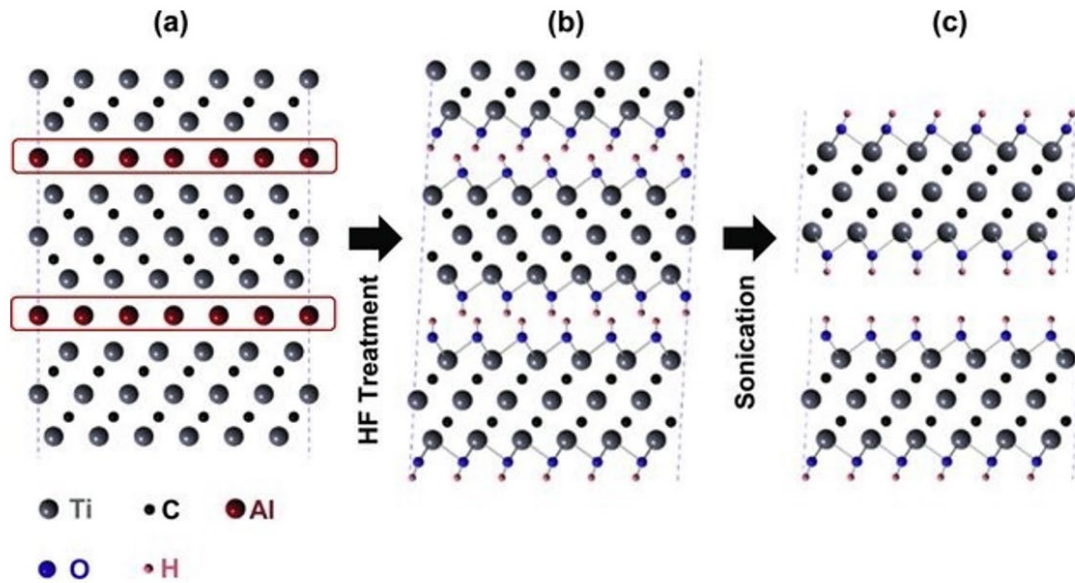 (a)
(b)
(c)
HF Treatment
Sonication
Ti
C
Al
O
H